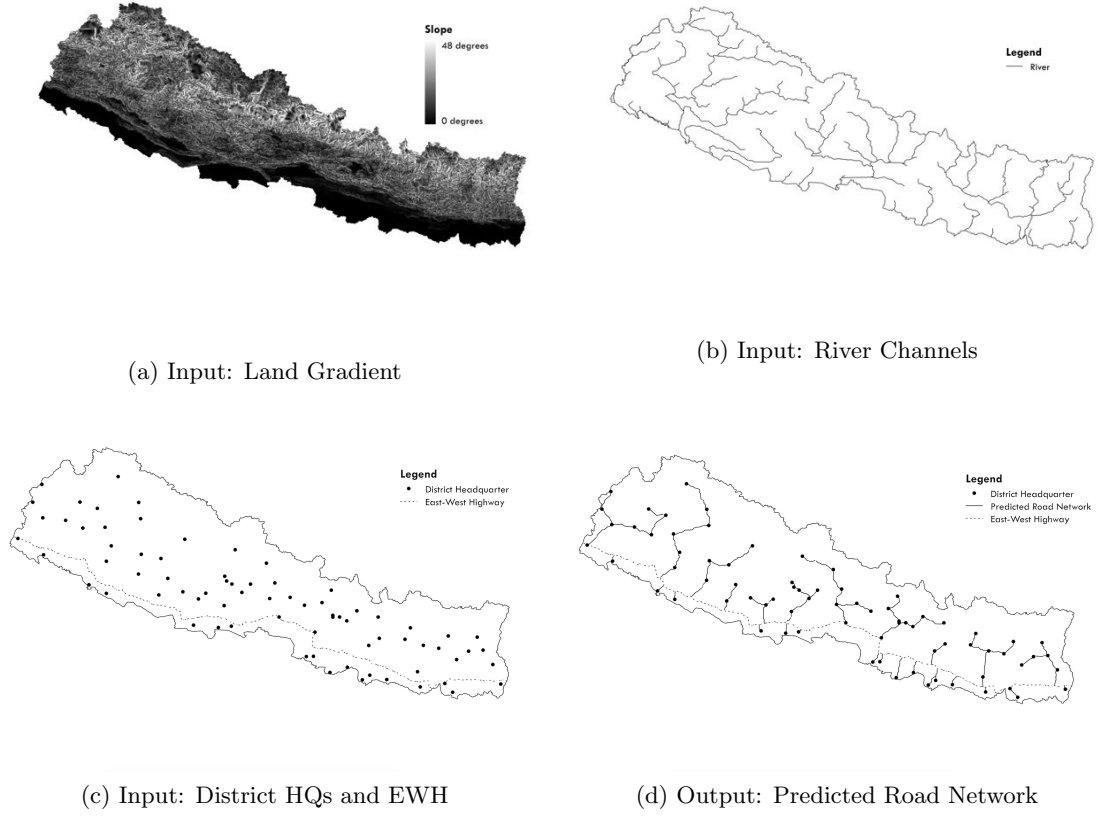 Slope
48 degrees
0 degrees
(a) Input: Land Gradient
Legend
River
(b) Input: River Channels
Legend
District Headquarter
East-West Highway
(c) Input: District HQs and EWH
Legend
District Headquarter
Predicted Road Network
East-West Highway
(d) Output: Predicted Road Network